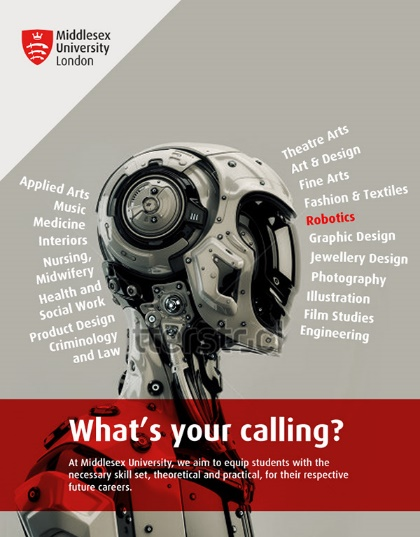 Middlesex
University
London
Theatre Arts
Art & Design
Fine Arts
Fashion & Textiles
Robotics
Graphic Design
Jewellery Design
Photography
Illustration
Film Studies
Engineering
Applied Arts
Music
Medicine
Interiors
Nursing,
Midwifery
Health and
Social Work
Product Design
Criminology
and Law
What's your calling?
At Middlesex University, we aim to equip students with the
necessary skill set, theoretical and practical, for their respective
future careers.